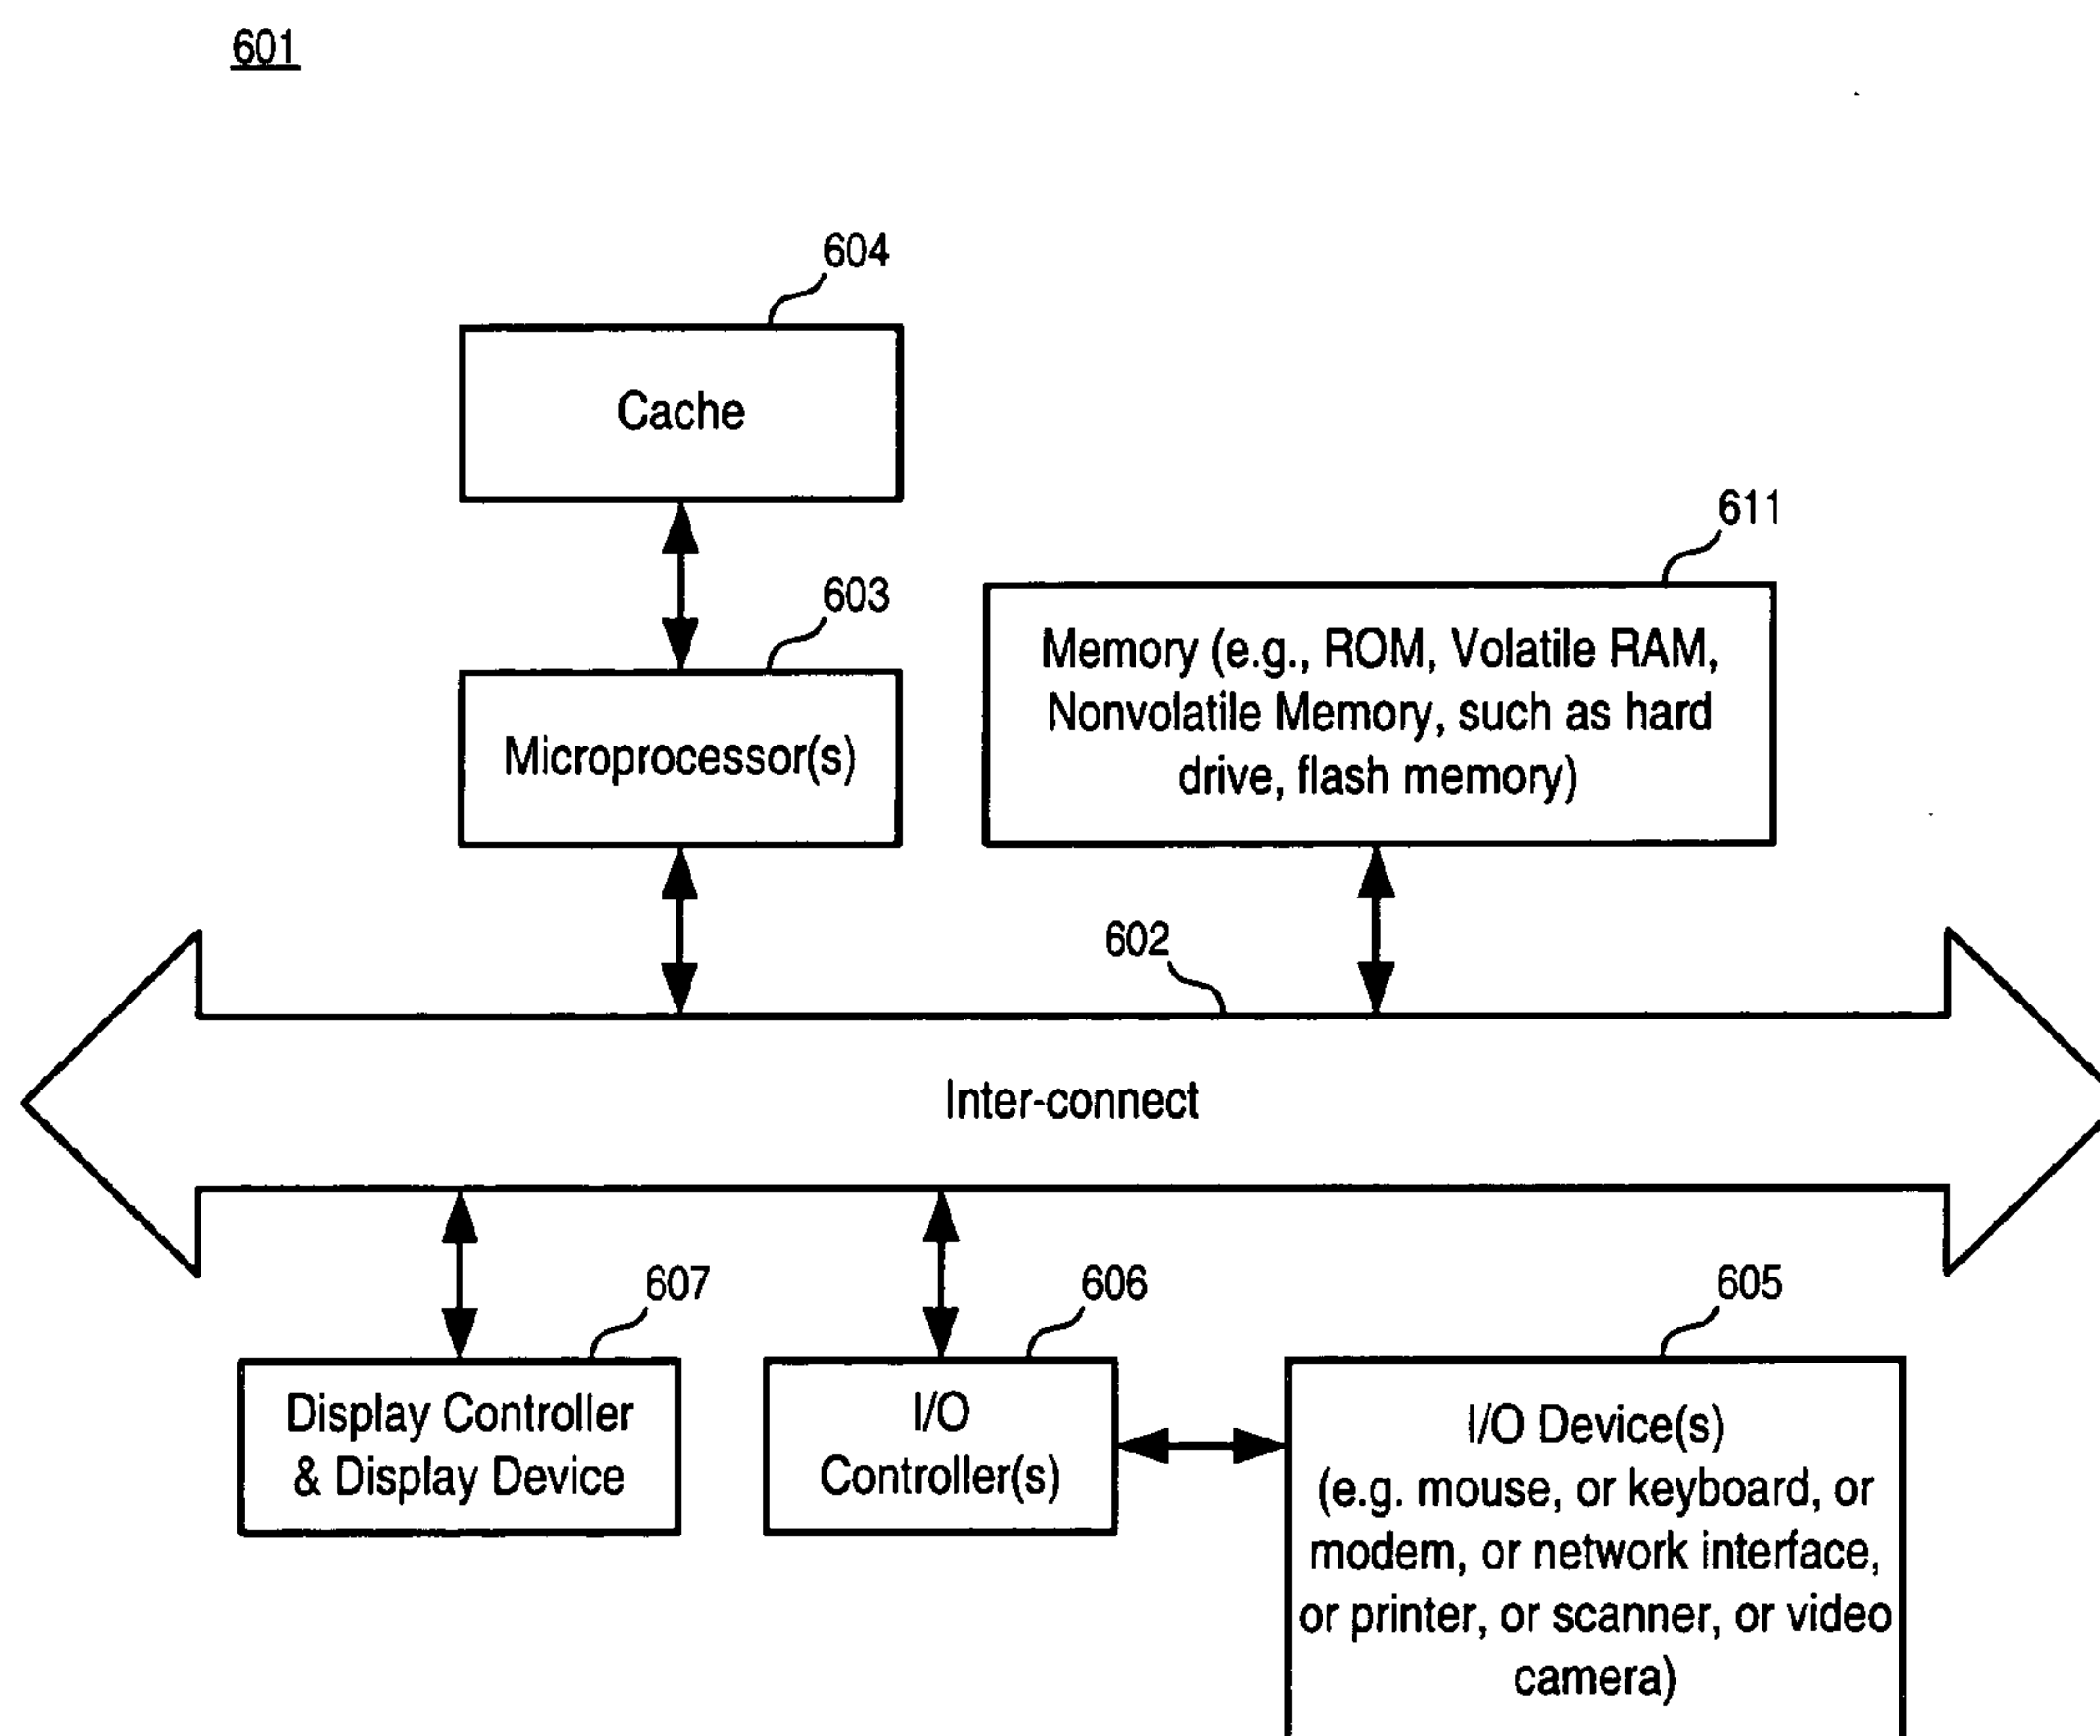 601
604
Cache
611
603
Memory (e.g., ROM, Volatile RAM,
Nonvolatile Memory, such as hard
drive, flash memory)
Microprocessor(s)
602
Inter-connect
607
606
605
Display Controller
& Display Device
I/O
Controller(s)
I/O Device(s)
(e.g. mouse, or keyboard, or
modem, or network interface,
or printer, or scanner, or video
camera)